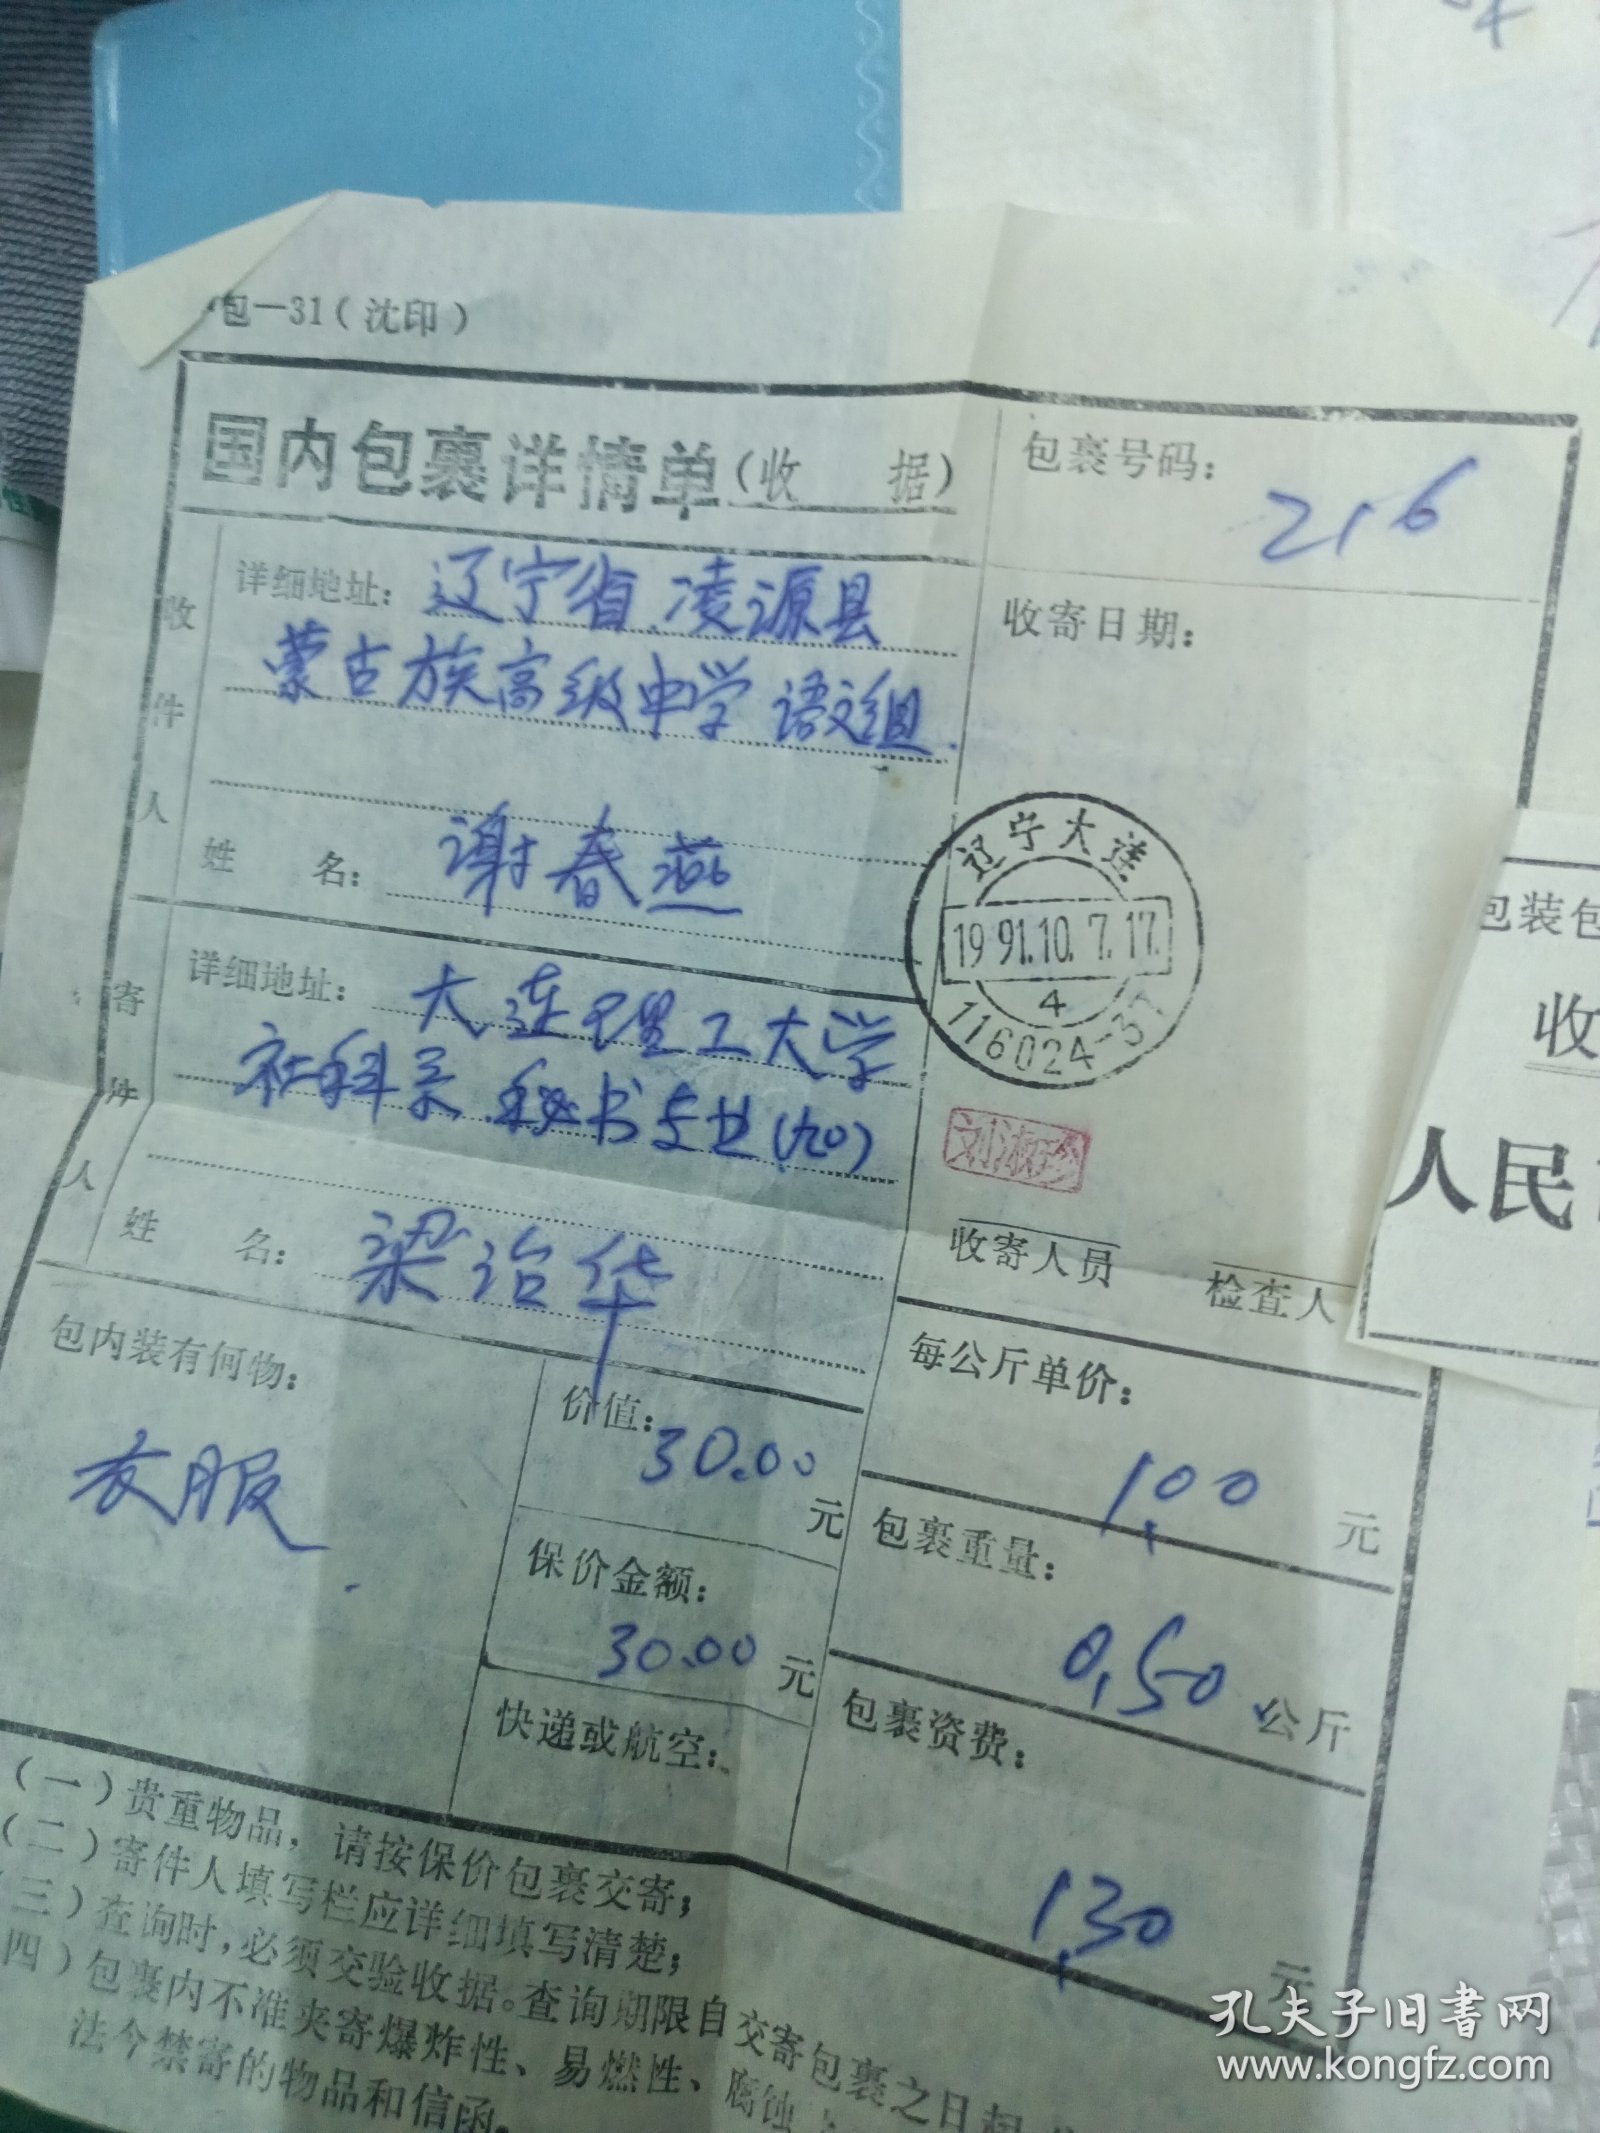 包—31（沈印）
国内包裹详情单（收 据）
包裹号码：
216
收件人
详细地址：辽宁省凌源县
蒙古族高级中学 语文组.
姓 名：谢春燕
收寄日期：
辽宁大连
1991.10.7.17.
4
116024-37
寄件人
详细地址：大连理工大学
社科系 秘书专业(九〇)
姓 名：梁治华
收寄人员
检查人
包内装有何物：
衣服
价值：
30.00 元
保价金额：
30.00 元
快递或航空：
每公斤单价：
1.00 元
包裹重量：
0.50 公斤
包裹资费：
1.30 元
（一）贵重物品，请按保价包裹交寄；
（二）寄件人填写栏应详细填写清楚；
（三）查询时，必须交验收据。查询期限自交寄包裹之日起
四）包裹内不准夹寄爆炸性、易燃性、腐蚀
法令禁寄的物品和信函。
包装包
收
人民
孔夫子旧书网
www.kongfz.com